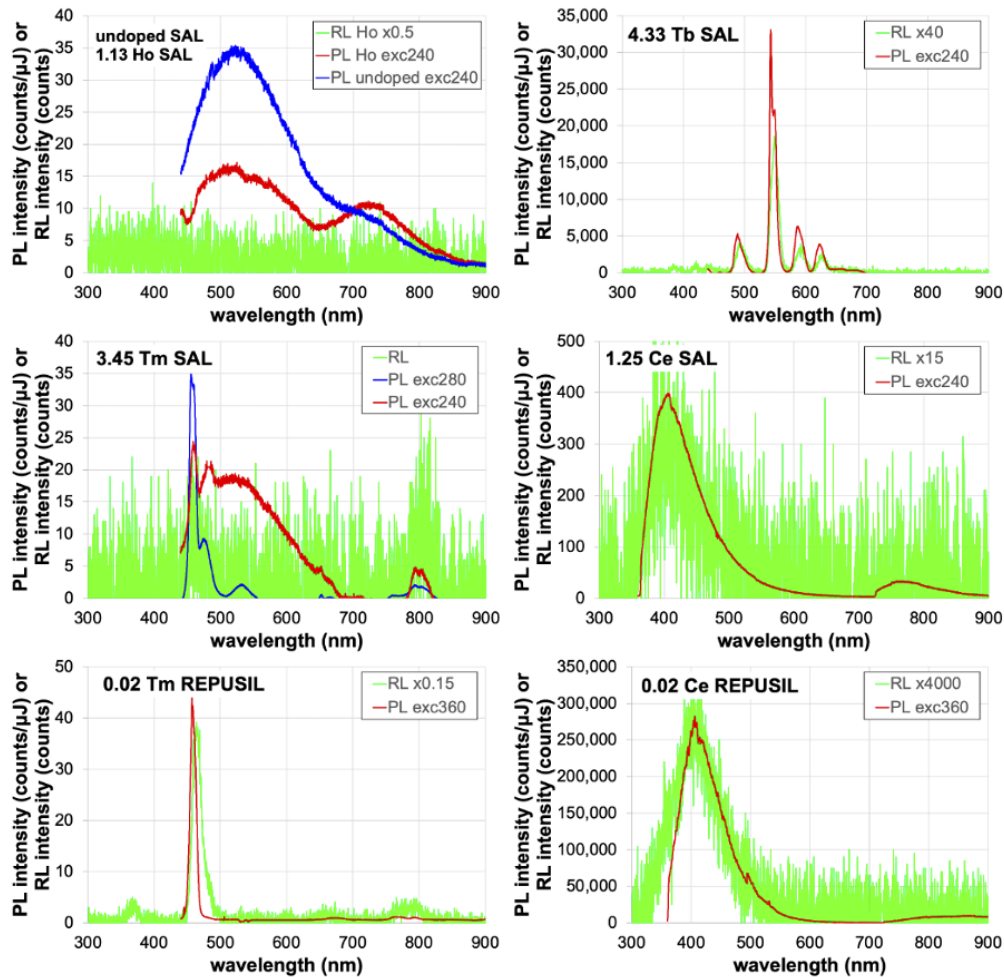 PL intensity (counts/µJ) or
RL intensity (counts)
40
35
30
25
20
15
10
5
0
undoped SAL
1.13 Ho SAL
RL Ho x0.5
PL Ho exc240
PL undoped exc240
300 400 500 600 700 800 900
wavelength (nm)
PL intensity (counts/µJ) or
RL intensity (counts)
35,000
30,000
25,000
20,000
15,000
10,000
5,000
0
4.33 Tb SAL
RL x40
PL exc240
300 400 500 600 700 800 900
wavelength (nm)
PL intensity (counts/µJ) or
RL intensity (counts)
40
35
30
25
20
15
10
5
0
3.45 Tm SAL
RL
PL exc280
PL exc240
300 400 500 600 700 800 900
wavelength (nm)
PL intensity (counts/µJ) or
RL intensity (counts)
500
400
300
200
100
0
1.25 Ce SAL
RL x15
PL exc240
300 400 500 600 700 800 900
wavelength (nm)
PL intensity (counts/µJ) or
RL intensity (counts)
50
40
30
20
10
0
0.02 Tm REPUSIL
RL x0.15
PL exc360
300 400 500 600 700 800 900
wavelength (nm)
PL intensity (counts/µJ) or
RL intensity (counts)
350,000
300,000
250,000
200,000
150,000
100,000
50,000
0
0.02 Ce REPUSIL
RL x4000
PL exc360
300 400 500 600 700 800 900
wavelength (nm)